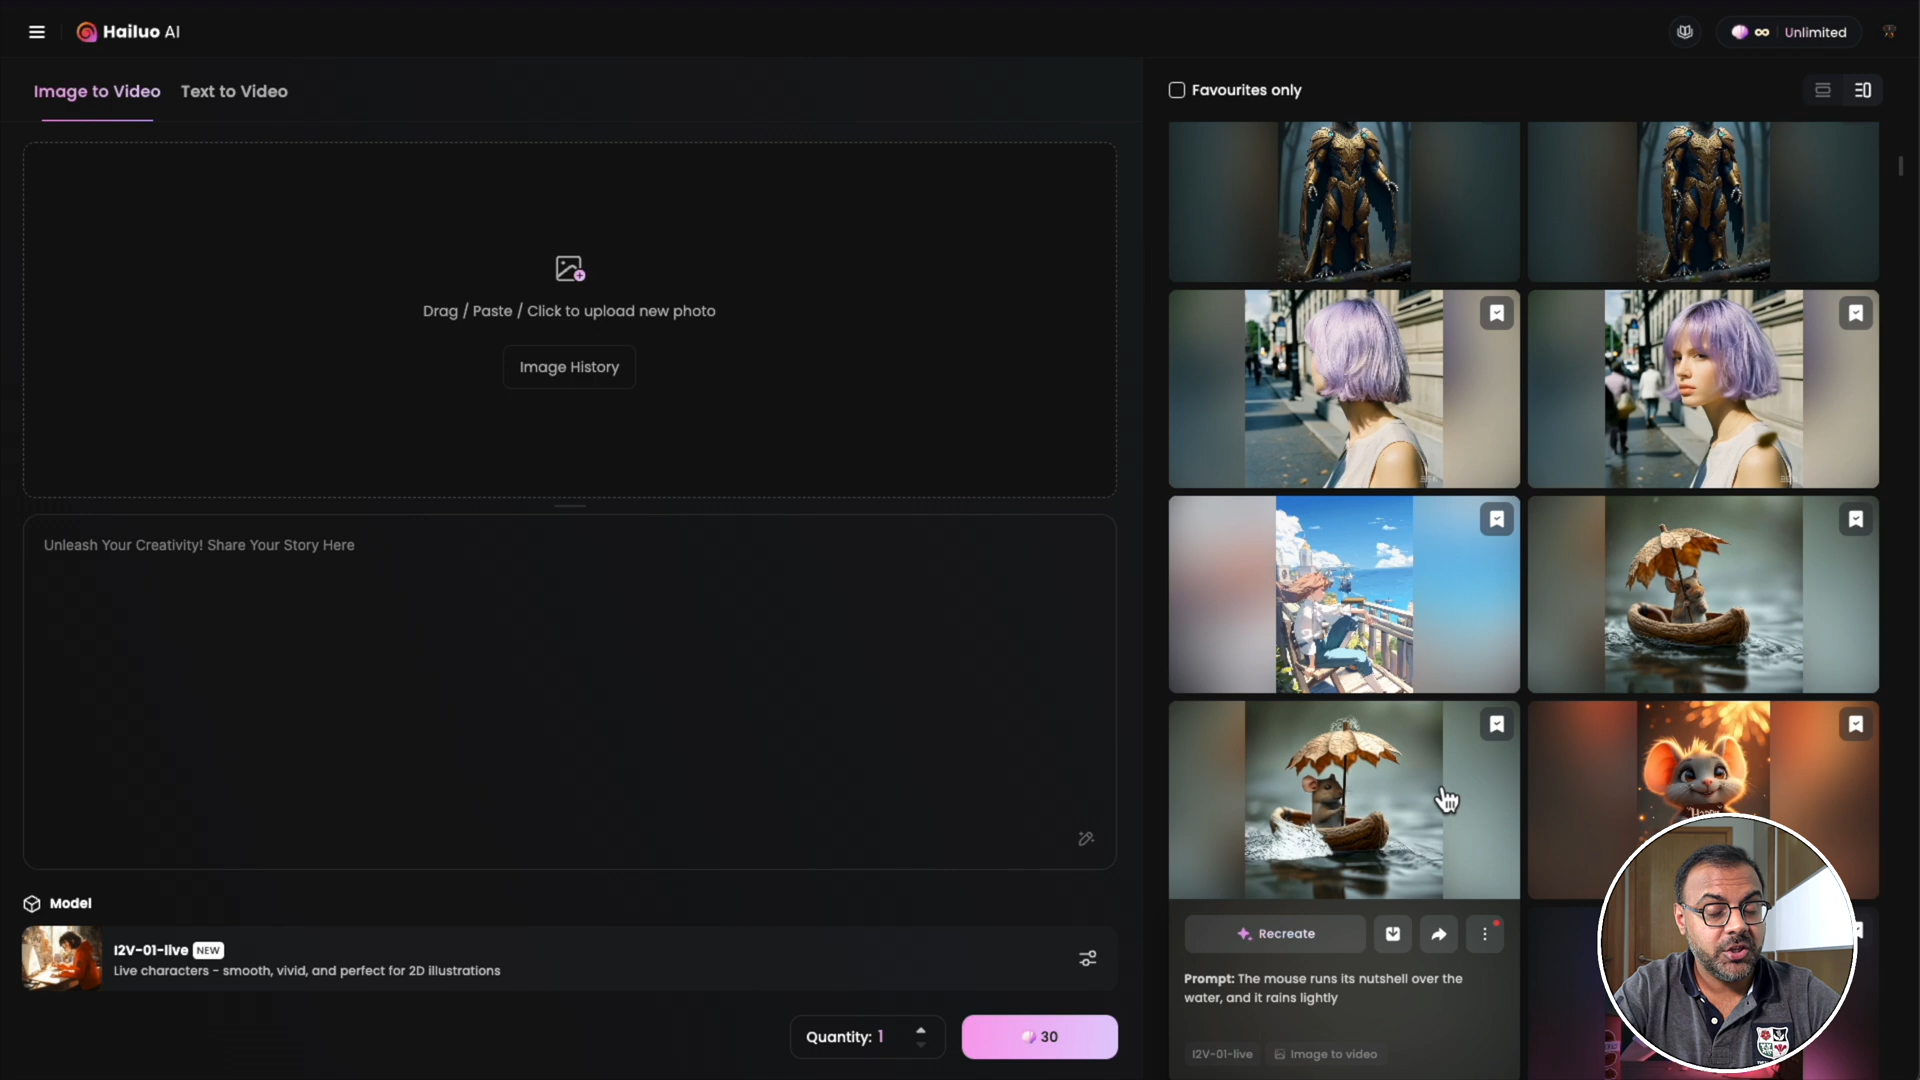 Hailuo AI
∞ Unlimited
Image to Video
Text to Video
Favourites only
Drag / Paste / Click to upload new photo
Image History
Unleash Your Creativity! Share Your Story Here
Model
I2V-01-live NEW
Live characters - smooth, vivid, and perfect for 2D illustrations
Quantity: 1
30
Recreate
Prompt: The mouse runs its nutshell over the
water, and it rains lightly
I2V-01-live
Image to video